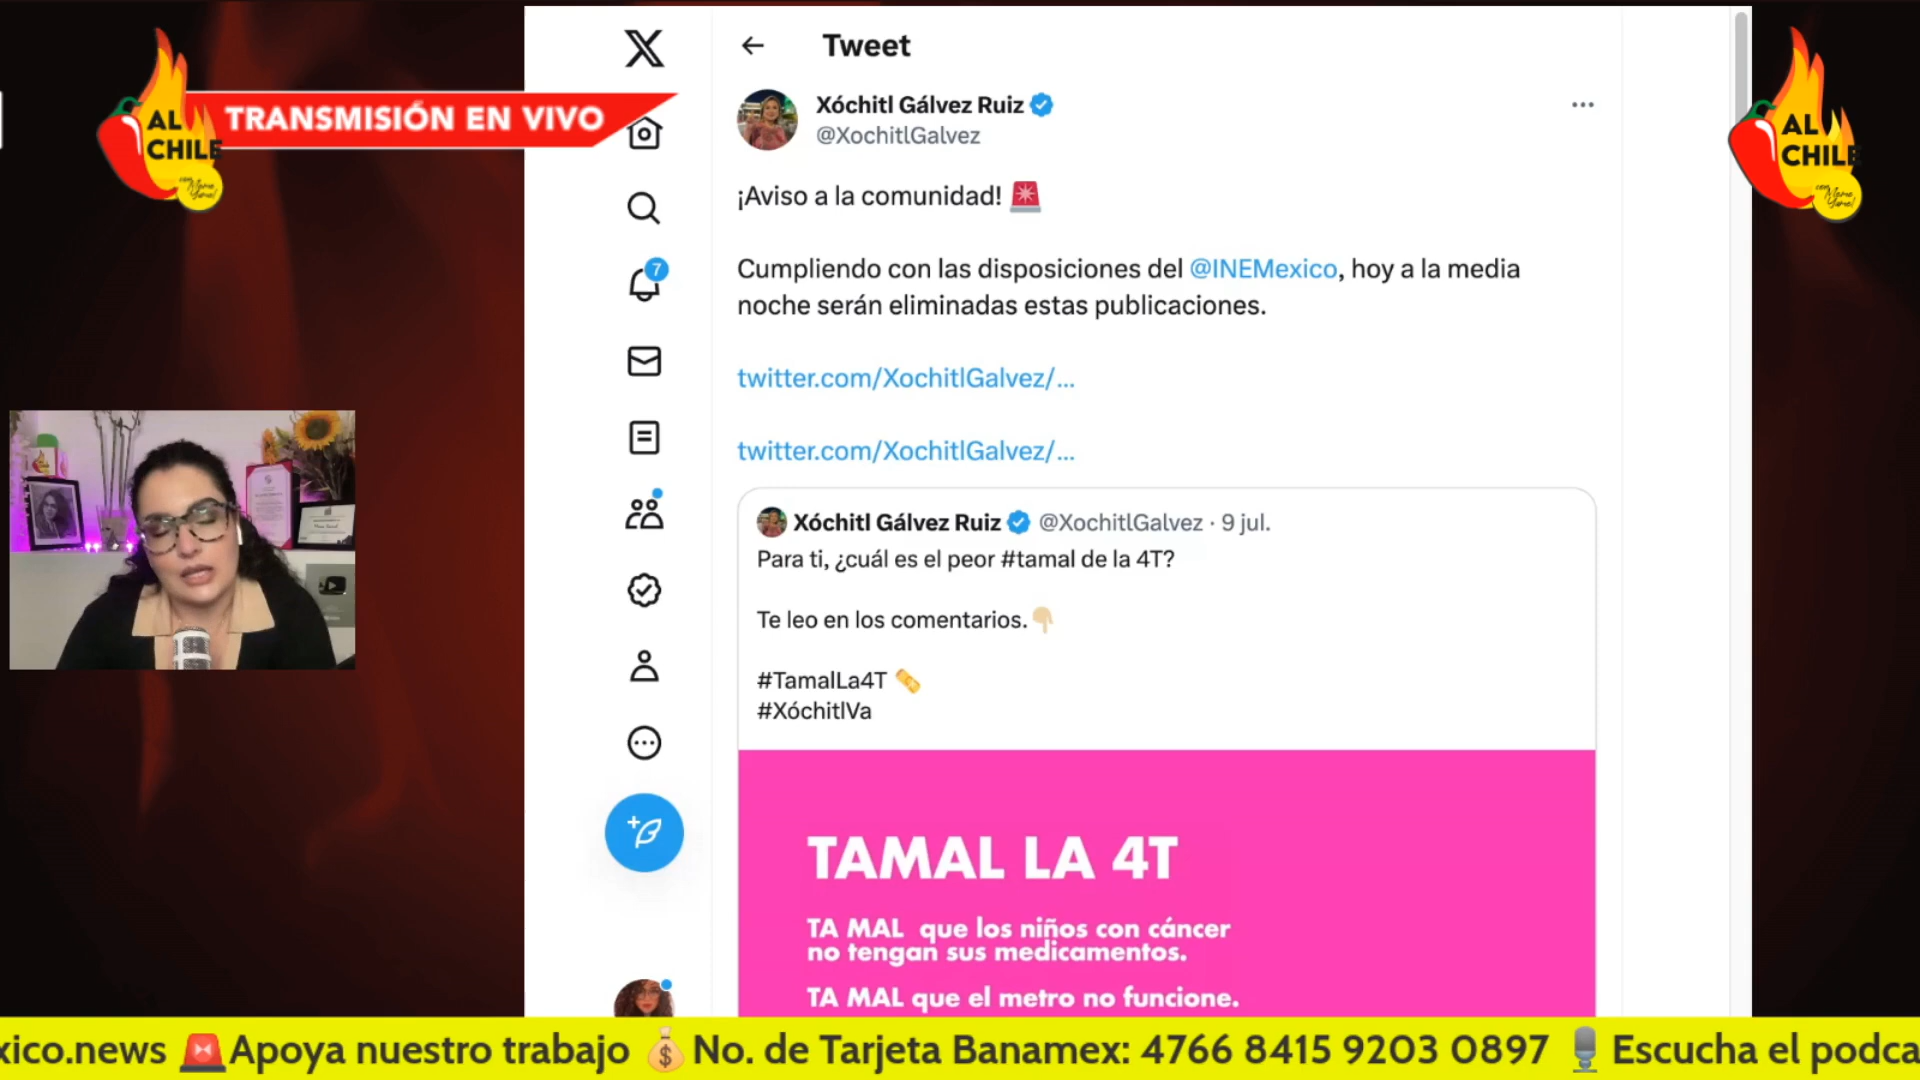 AL
CHILE
TRANSMISIÓN EN VIVO
X
7
Tweet
Xóchitl Gálvez Ruiz
@XochitlGalvez
¡Aviso a la comunidad! 🚨
Cumpliendo con las disposiciones del @INEMexico, hoy a la media
noche serán eliminadas estas publicaciones.
twitter.com/XochitlGalvez/...
twitter.com/XochitlGalvez/...
Xóchitl Gálvez Ruiz @XochitlGalvez · 9 jul.
Para ti, ¿cuál es el peor #tamal de la 4T?
Te leo en los comentarios.👇🏼
#TamalLa4T 🫔
#XóchitlVa
TAMAL LA 4T
TA MAL que los niños con cáncer
no tengan sus medicamentos.
TA MAL que el metro no funcione.
AL
CHILE
xico.news 🚨Apoya nuestro trabajo 💰No. de Tarjeta Banamex: 4766 8415 9203 0897 🎙️Escucha el podca